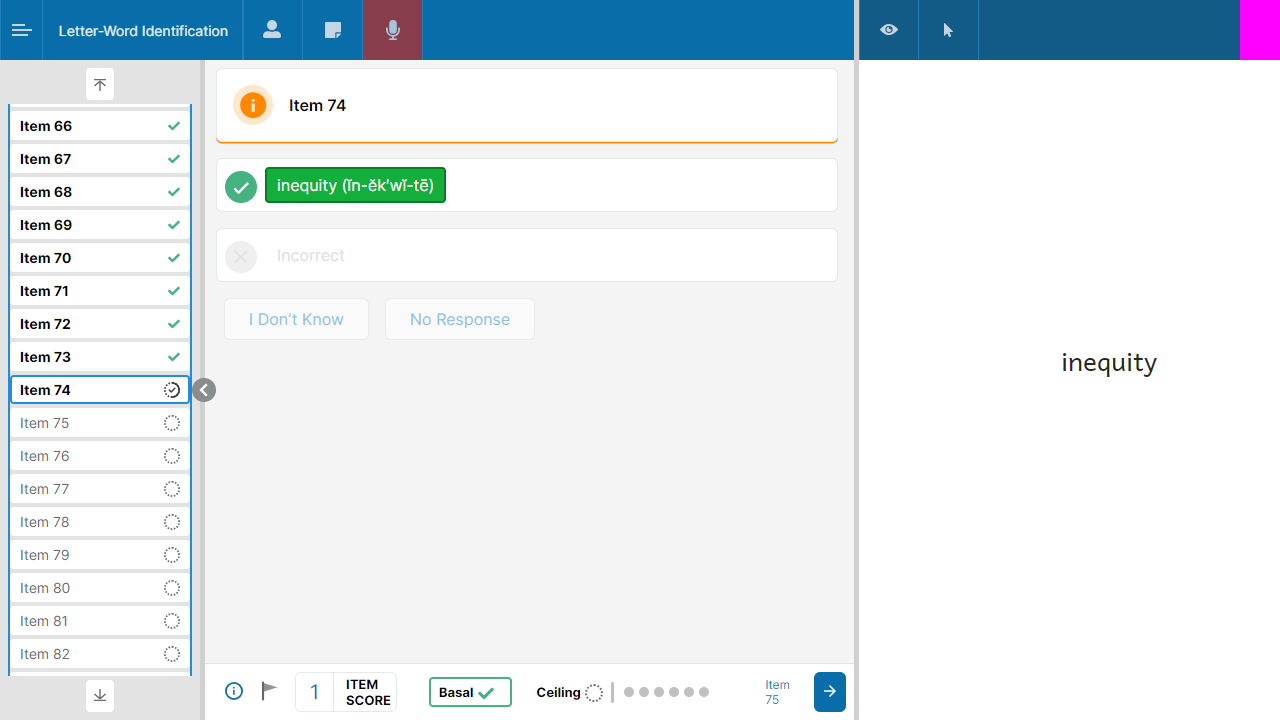 Letter-Word Identification
Item 66
Item 67
Item 68
Item 69
Item 70
Item 71
Item 72
Item 73
Item 74
Item 75
Item 76
Item 77
Item 78
Item 79
Item 80
Item 81
Item 82
Item 74
inequity (ĭn-ĕk′wĭ-tē)
Incorrect
I Don't Know
No Response
1
ITEM
SCORE
Basal
Ceiling
Item
75
inequity